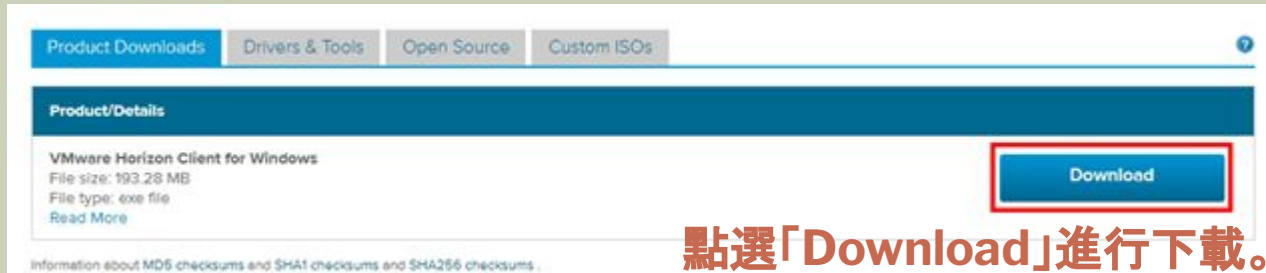 Product Downloads Drivers & Tools Open Source Custom ISOs ?
Product/Details
VMware Horizon Client for Windows
File size: 193.28 MB
File type: exe file
Read More
Download
點選「Download」進行下載。
Information about MD5 checksums and SHA1 checksums and SHA256 checksums .